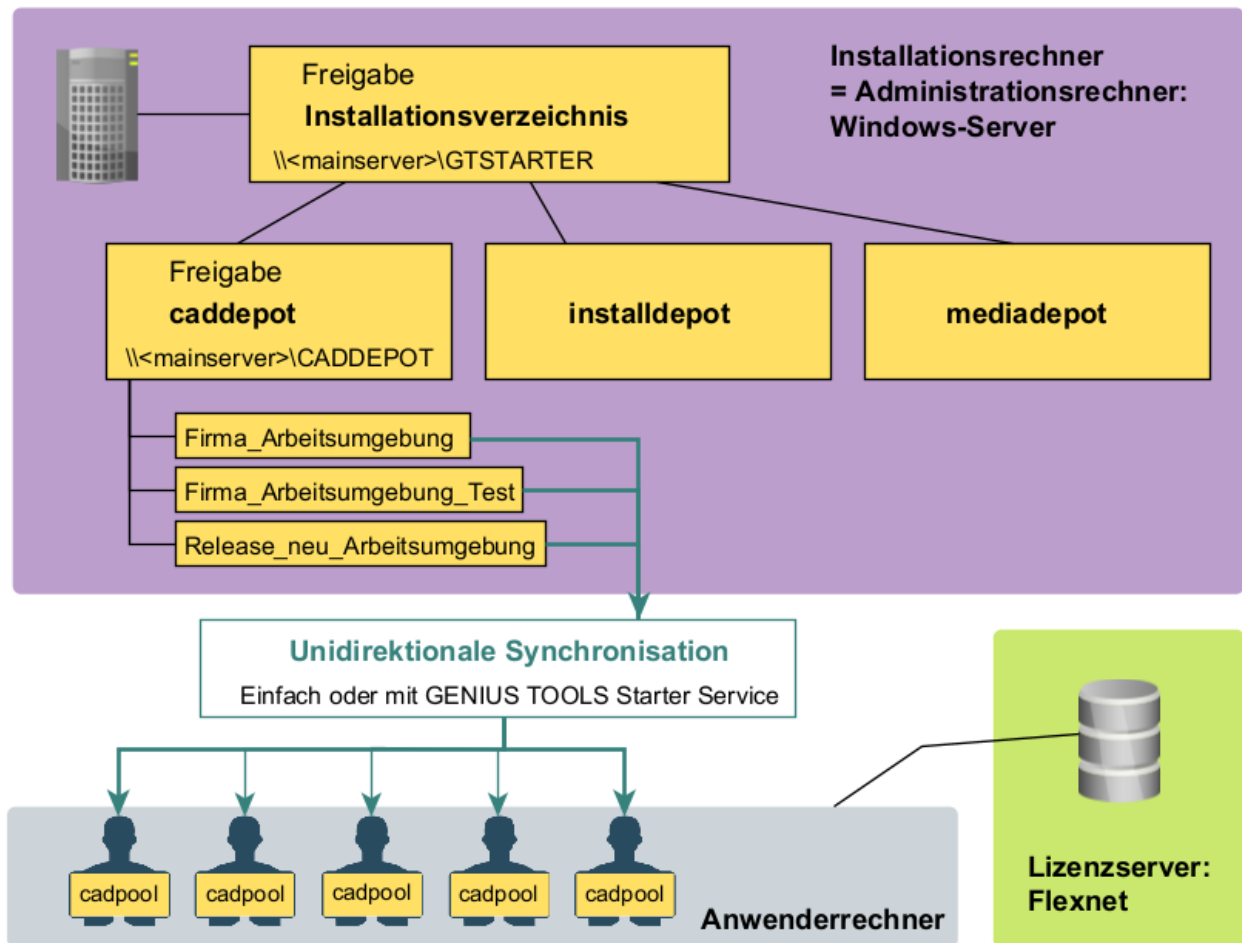 Freigabe
Installationsverzeichnis
\\<mainserver>\GTSTARTER
Installationsrechner
= Administrationsrechner:
Windows-Server
Freigabe
caddepot
\\<mainserver>\CADDEPOT
installdepot
mediadepot
Firma_Arbeitsumgebung
Firma_Arbeitsumgebung_Test
Release_neu_Arbeitsumgebung
Unidirektionale Synchronisation
Einfach oder mit GENIUS TOOLS Starter Service
cadpool
cadpool
cadpool
cadpool
cadpool
Anwenderrechner
Lizenzserver:
Flexnet